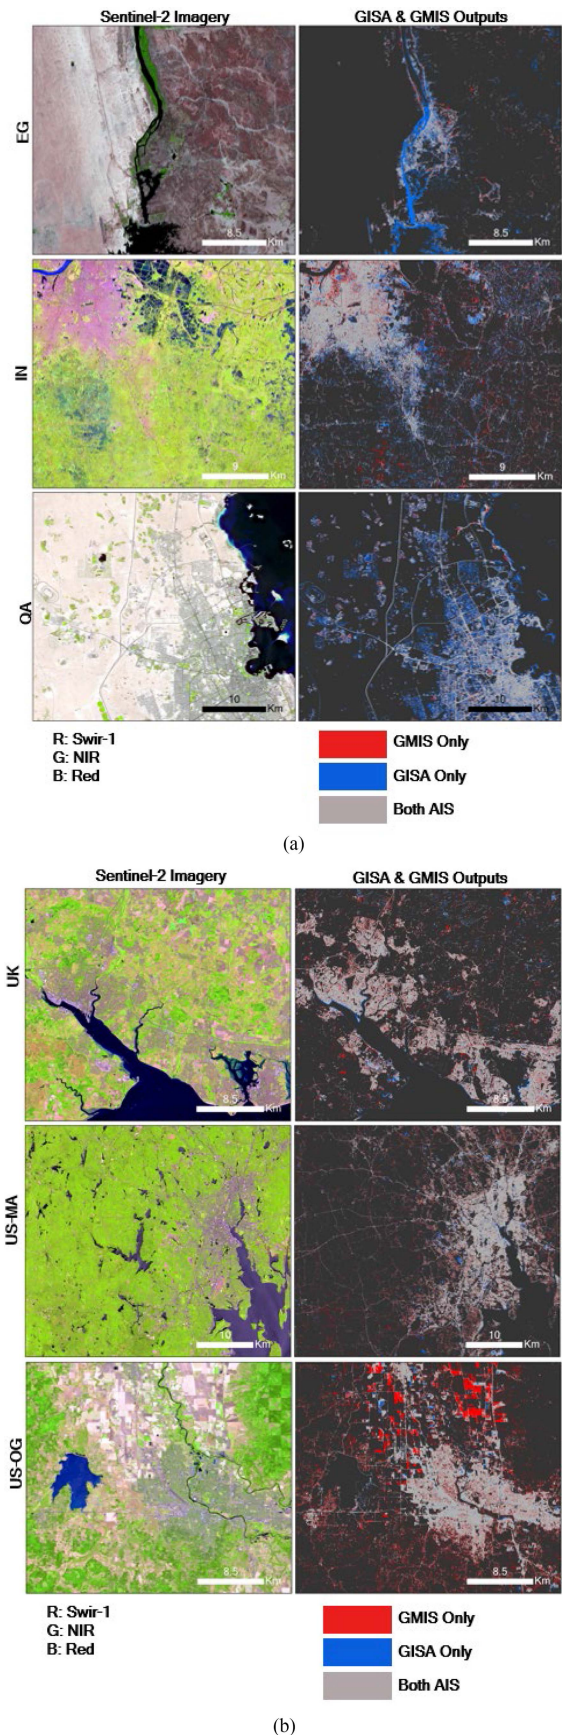 Sentinel-2 Imagery GISA & GMIS Outputs
EG
8.5 Km 8.5 Km
IN
9 Km 9 Km
QA
10 Km 10 Km
R: Swir-1
G: NIR
B: Red
GMIS Only
GISA Only
Both AIS
(a)
Sentinel-2 Imagery GISA & GMIS Outputs
UK
8.5 Km 8.5 Km
US-MA
10 Km 10 Km
US-OG
8.5 Km 8.5 Km
R: Swir-1
G: NIR
B: Red
GMIS Only
GISA Only
Both AIS
(b)